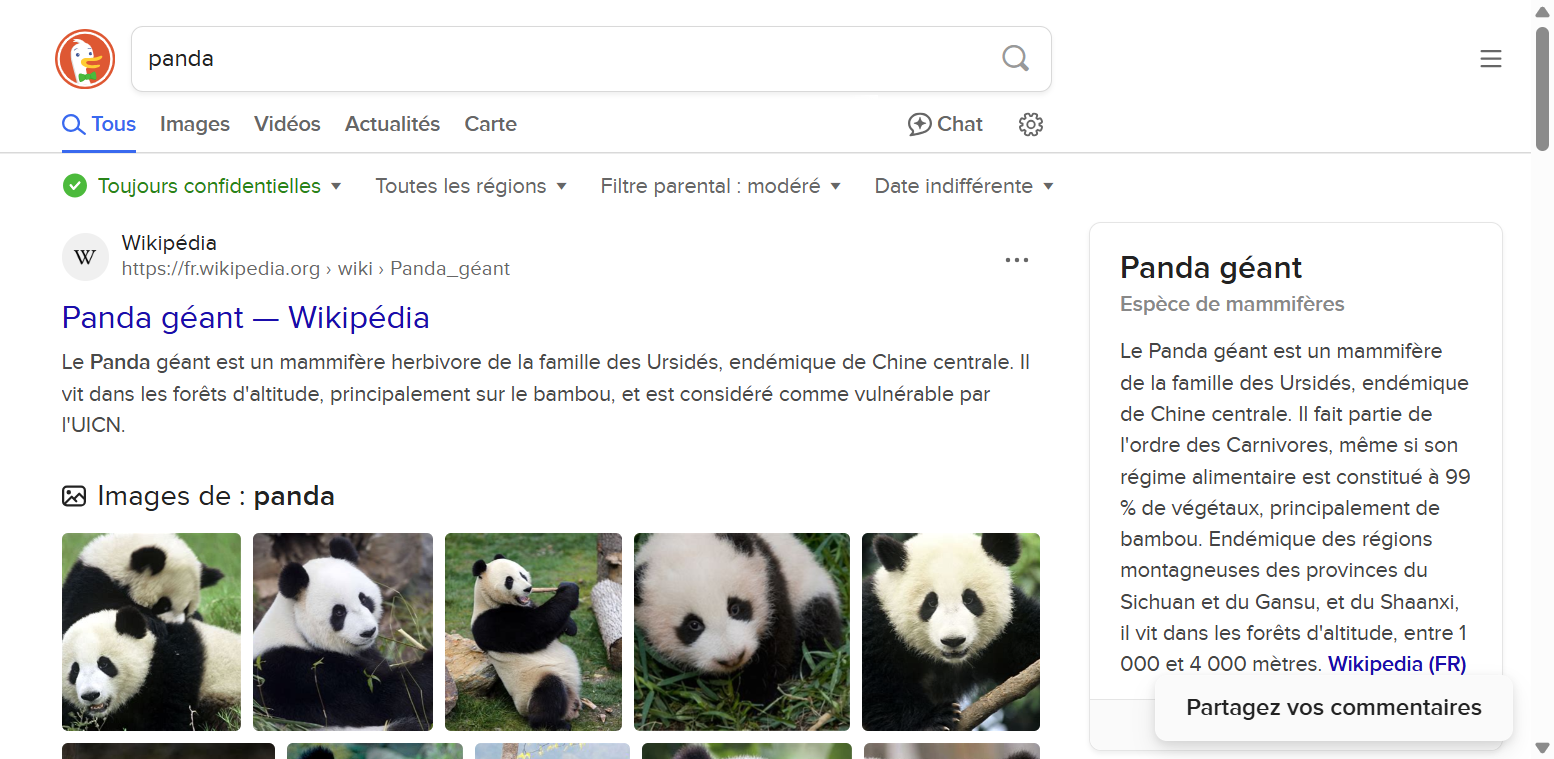 panda
Tous Images Vidéos Actualités Carte Chat
Toujours confidentielles Toutes les régions Filtre parental : modéré Date indifférente
W
Wikipédia
https://fr.wikipedia.org › wiki › Panda_géant
Panda géant — Wikipédia
Le Panda géant est un mammifère herbivore de la famille des Ursidés, endémique de Chine centrale. Il
vit dans les forêts d'altitude, principalement sur le bambou, et est considéré comme vulnérable par
l'UICN.
Images de : panda
Panda géant
Espèce de mammifères
Le Panda géant est un mammifère
de la famille des Ursidés, endémique
de Chine centrale. Il fait partie de
l'ordre des Carnivores, même si son
régime alimentaire est constitué à 99
% de végétaux, principalement de
bambou. Endémique des régions
montagneuses des provinces du
Sichuan et du Gansu, et du Shaanxi,
il vit dans les forêts d'altitude, entre 1
000 et 4 000 mètres. Wikipedia (FR)
Partagez vos commentaires